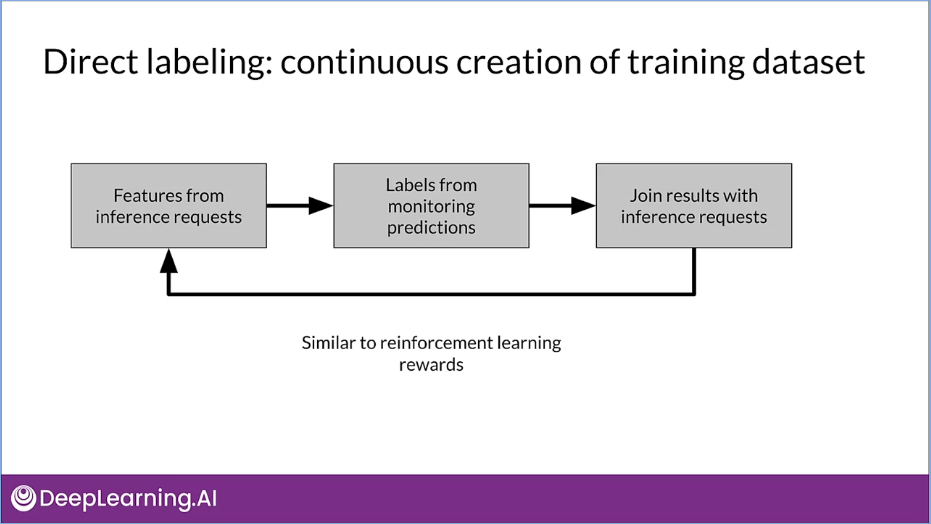 Direct labeling: continuous creation of training dataset
Features from
inference requests
Labels from
monitoring
predictions
Join results with
inference requests
Similar to reinforcement learning
rewards
DeepLearning.AI